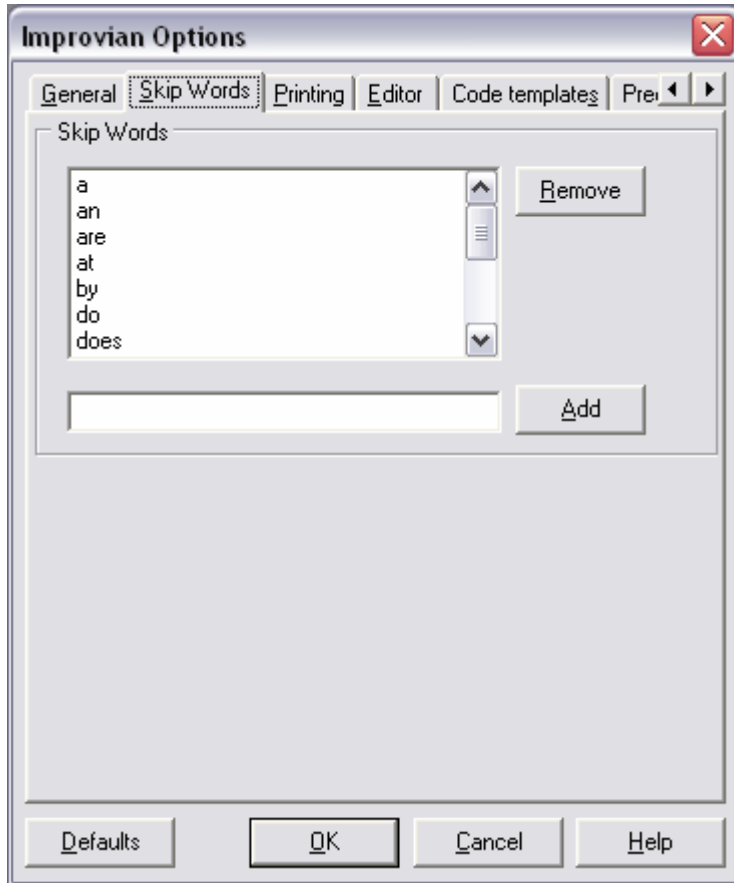 Improvian Options
General Skip Words Printing Editor Code templates
Skip Words
a
Remove
an
are
at
by
do
does
Add
Defaults OK Cancel Help